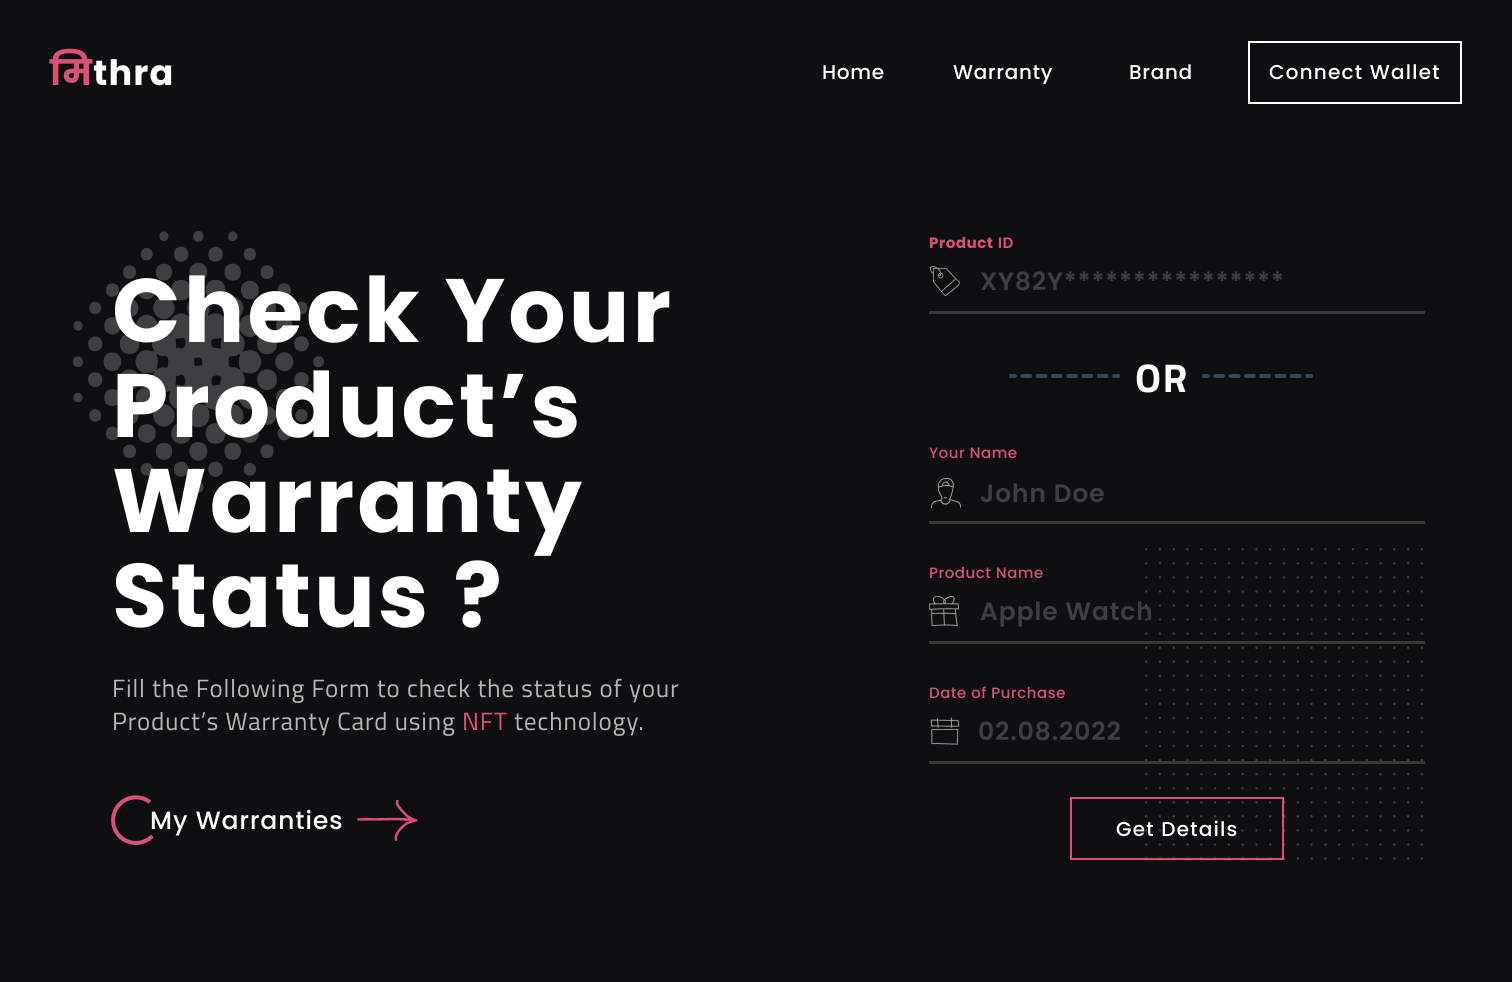 मिthra
Home
Warranty
Brand
Connect Wallet
Check Your
Product’s
Warranty
Status ?
Fill the Following Form to check the status of your
Product’s Warranty Card using NFT technology.
My Warranties
Product ID
XY82Y****************
OR
Your Name
John Doe
Product Name
Apple Watch
Date of Purchase
02.08.2022
Get Details